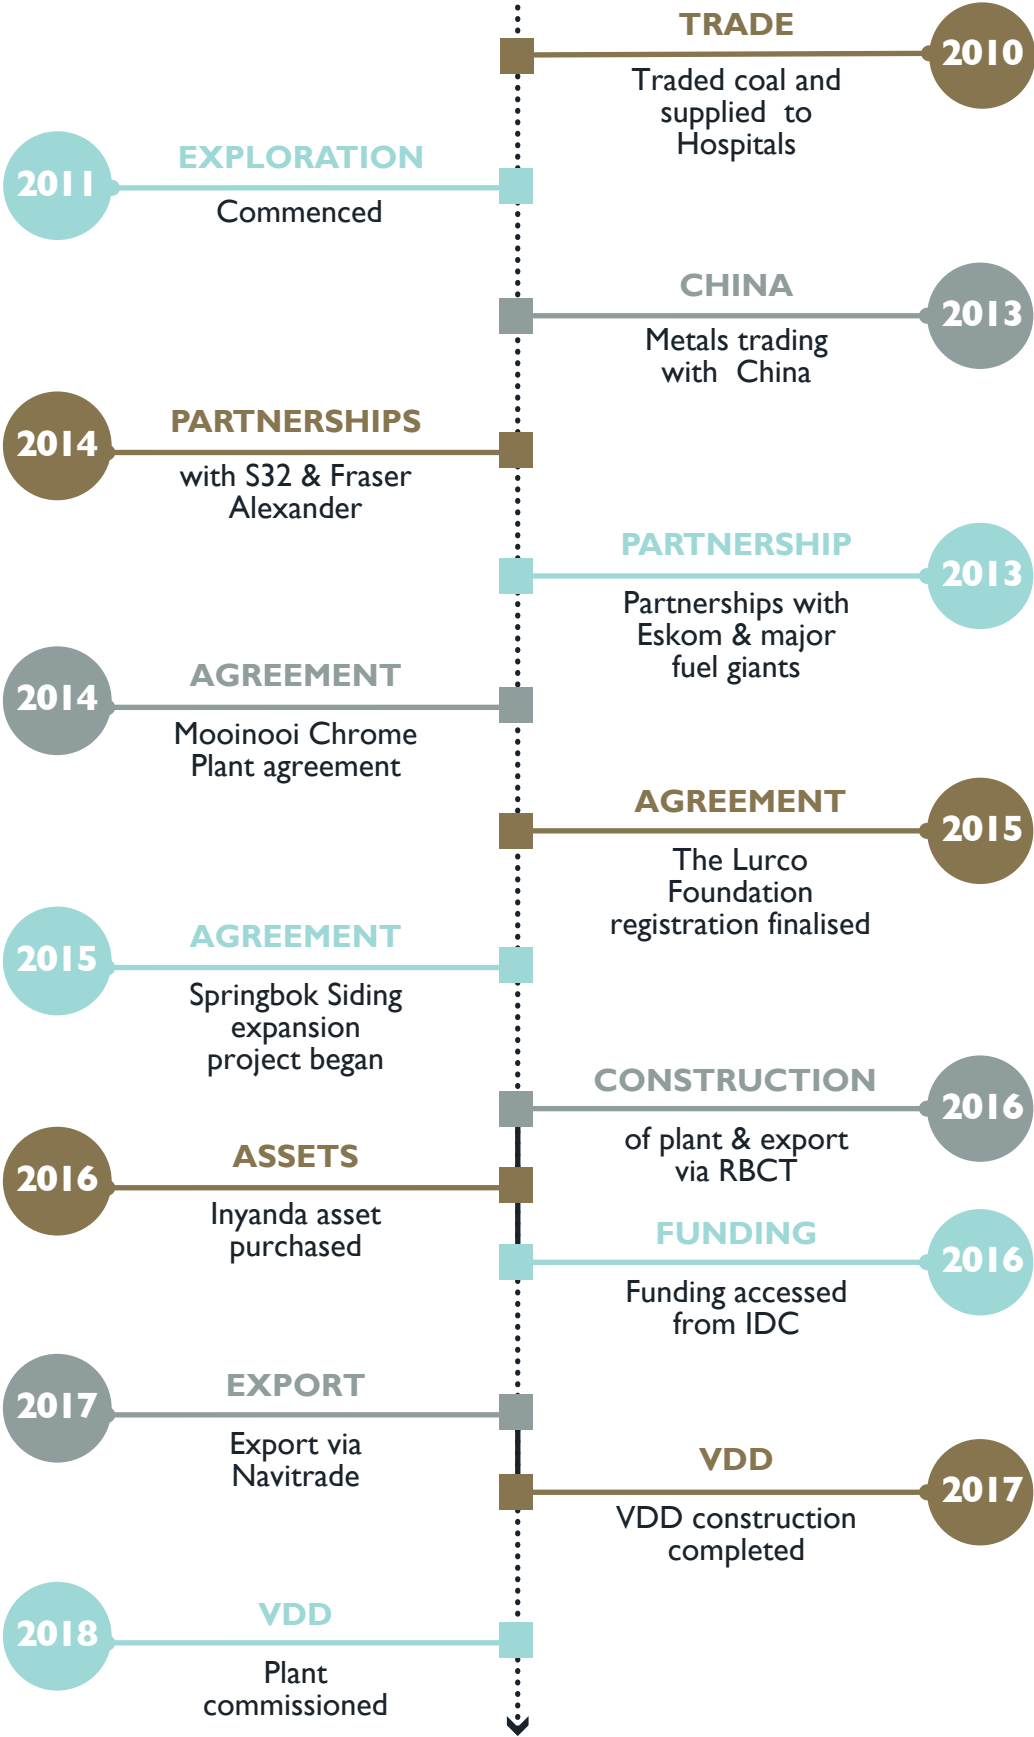 TRADE
2010
Traded coal and
supplied to
Hospitals
2011
EXPLORATION
Commenced
CHINA
2013
Metals trading
with China
2014
PARTNERSHIPS
with S32 & Fraser
Alexander
PARTNERSHIP
2013
Partnerships with
Eskom & major
fuel giants
2014
AGREEMENT
Mooinooi Chrome
Plant agreement
AGREEMENT
2015
The Lurco
Foundation
registration finalised
2015
AGREEMENT
Springbok Siding
expansion
project began
CONSTRUCTION
2016
of plant & export
via RBCT
2016
ASSETS
Inyanda asset
purchased
FUNDING
2016
Funding accessed
from IDC
2017
EXPORT
Export via
Navitrade
VDD
2017
VDD construction
completed
2018
VDD
Plant
commissioned